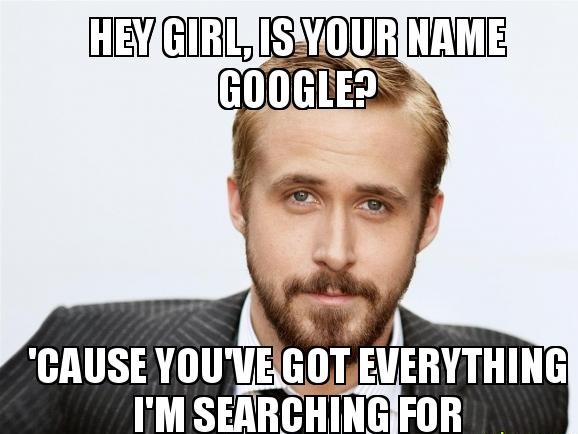 HEY GIRL, IS YOUR NAME
GOOGLE?
'CAUSE YOU'VE GOT EVERYTHING
I'M SEARCHING FOR